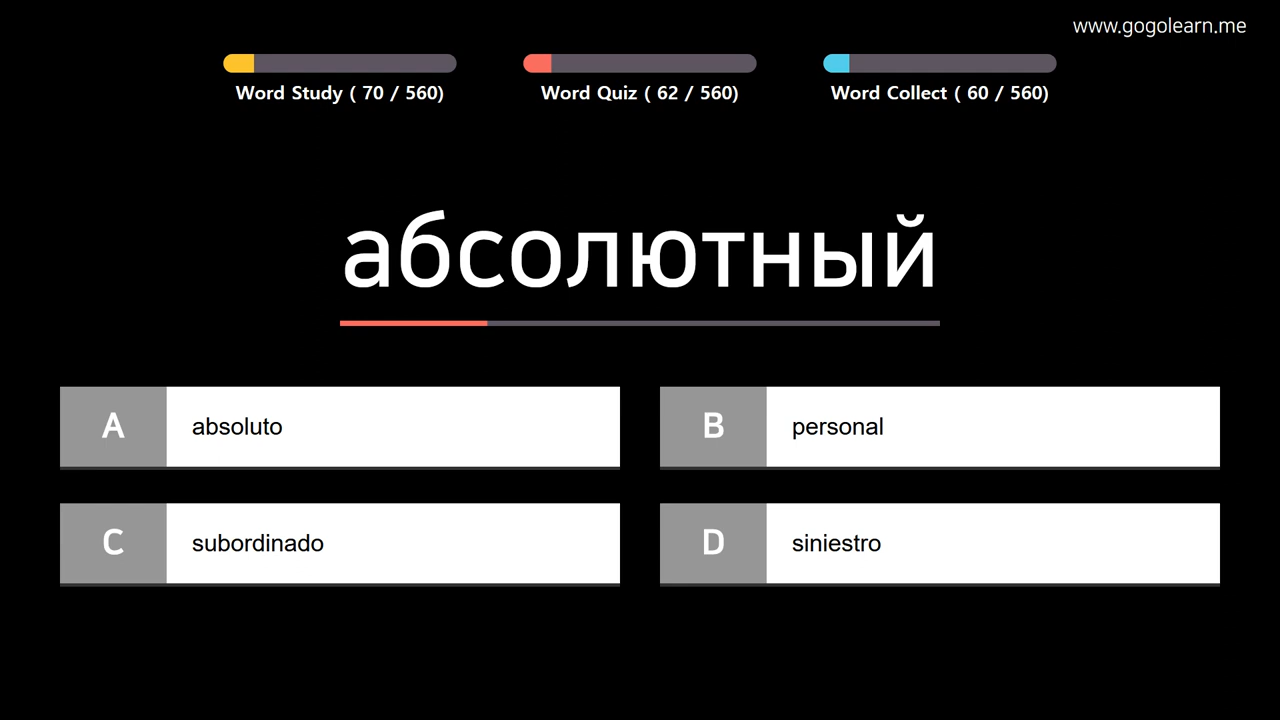 www.gogolearn.me
Word Study ( 70 / 560)
Word Quiz ( 62 / 560)
Word Collect ( 60 / 560)
абсолютный
A absoluto
B personal
C subordinado
D siniestro